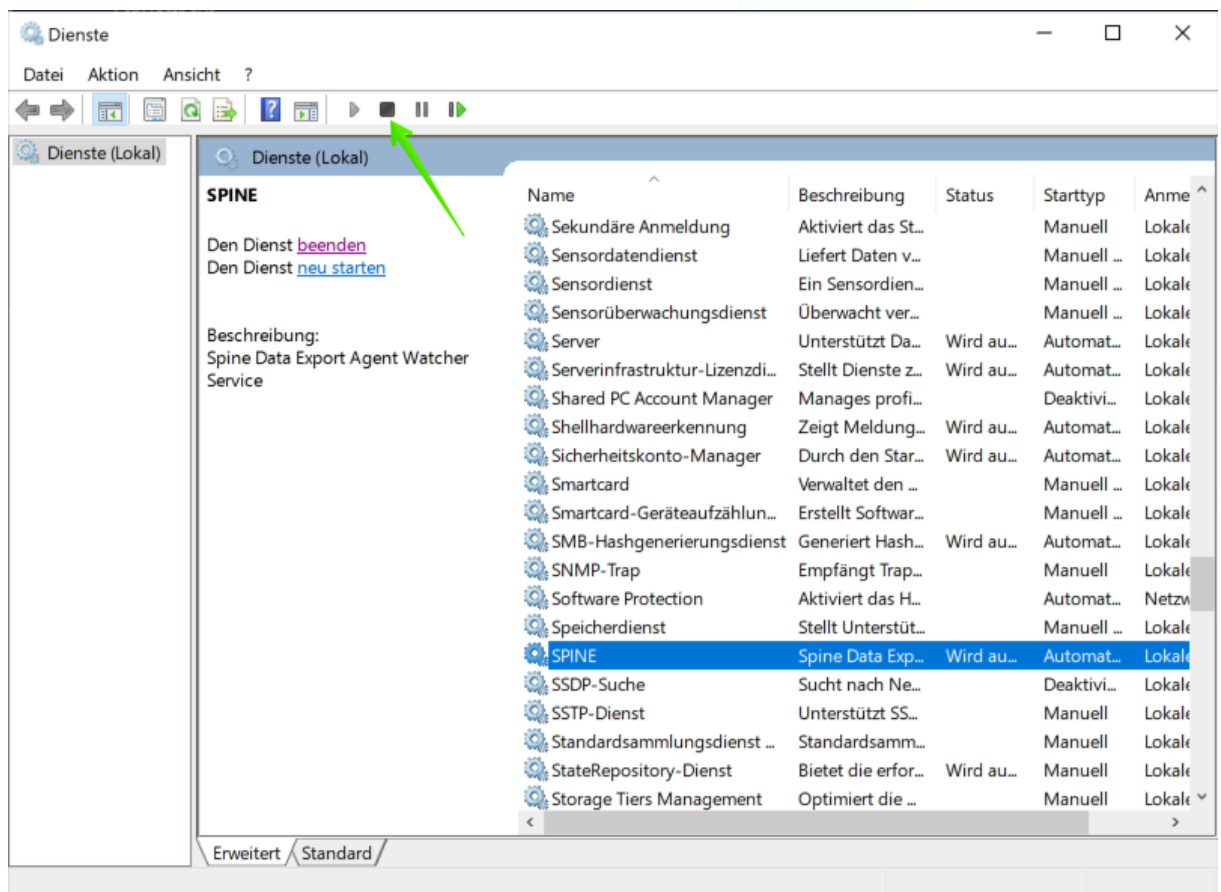 Dienste
Datei Aktion Ansicht ?
Dienste (Lokal)
Dienste (Lokal)
SPINE
Den Dienst beenden
Den Dienst neu starten
Beschreibung:
Spine Data Export Agent Watcher
Service
Name Beschreibung Status Starttyp Anme
Sekundäre Anmeldung Aktiviert das St... Manuell Lokale
Sensordatendienst Liefert Daten v... Manuell ... Lokale
Sensordienst Ein Sensordien... Manuell ... Lokale
Sensorüberwachungsdienst Überwacht ver... Manuell ... Lokale
Server Unterstützt Da... Wird au... Automat... Lokale
Serverinfrastruktur-Lizenzdi... Stellt Dienste z... Wird au... Automat... Lokale
Shared PC Account Manager Manages profi... Deaktivi... Lokale
Shellhardwareerkennung Zeigt Meldung... Wird au... Automat... Lokale
Sicherheitskonto-Manager Durch den Star... Wird au... Automat... Lokale
Smartcard Verwaltet den ... Manuell ... Lokale
Smartcard-Geräteaufzählun... Erstellt Softwar... Manuell ... Lokale
SMB-Hashgenerierungsdienst Generiert Hash... Wird au... Automat... Lokale
SNMP-Trap Empfängt Trap... Manuell Lokale
Software Protection Aktiviert das H... Automat... Netzw
Speicherdienst Stellt Unterstüt... Manuell ... Lokale
SPINE Spine Data Exp... Wird au... Automat... Lokale
SSDP-Suche Sucht nach Ne... Deaktivi... Lokale
SSTP-Dienst Unterstützt SS... Manuell Lokale
Standardsammlungsdienst ... Standardsamm... Manuell Lokale
StateRepository-Dienst Bietet die erfor... Wird au... Manuell Lokale
Storage Tiers Management Optimiert die ... Manuell Lokale
Erweitert Standard